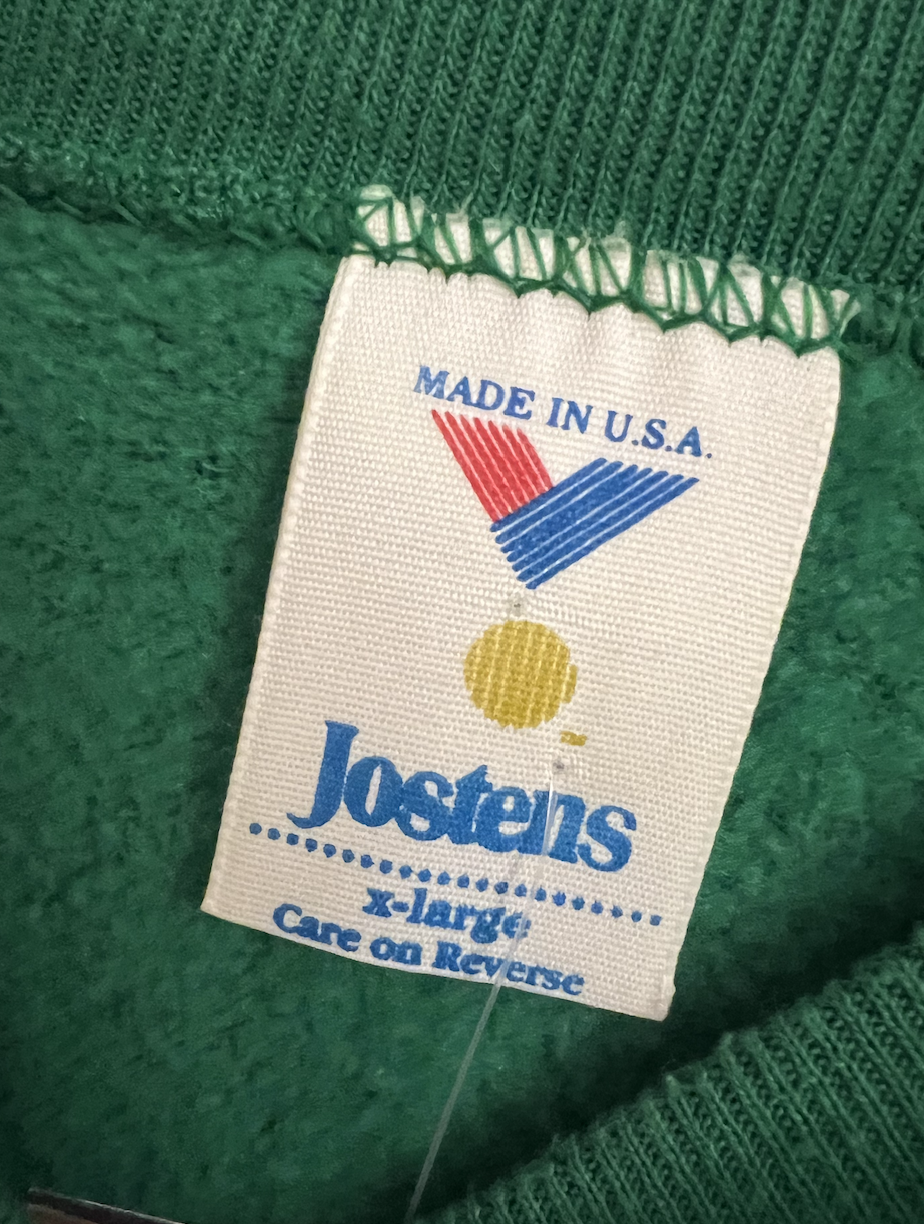 MADE IN U.S.A.
Jostens
x-large
Care on Reverse